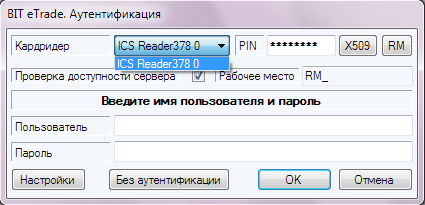 BIT eTrade. Аутентификация
Кардридер ICS Reader378 0 PIN ******** X509 RM
ICS Reader378 0
Проверка доступности сервера Рабочее место RM_
Введите имя пользователя и пароль
Пользователь
Пароль
Настройки Без аутентификации OK Отмена